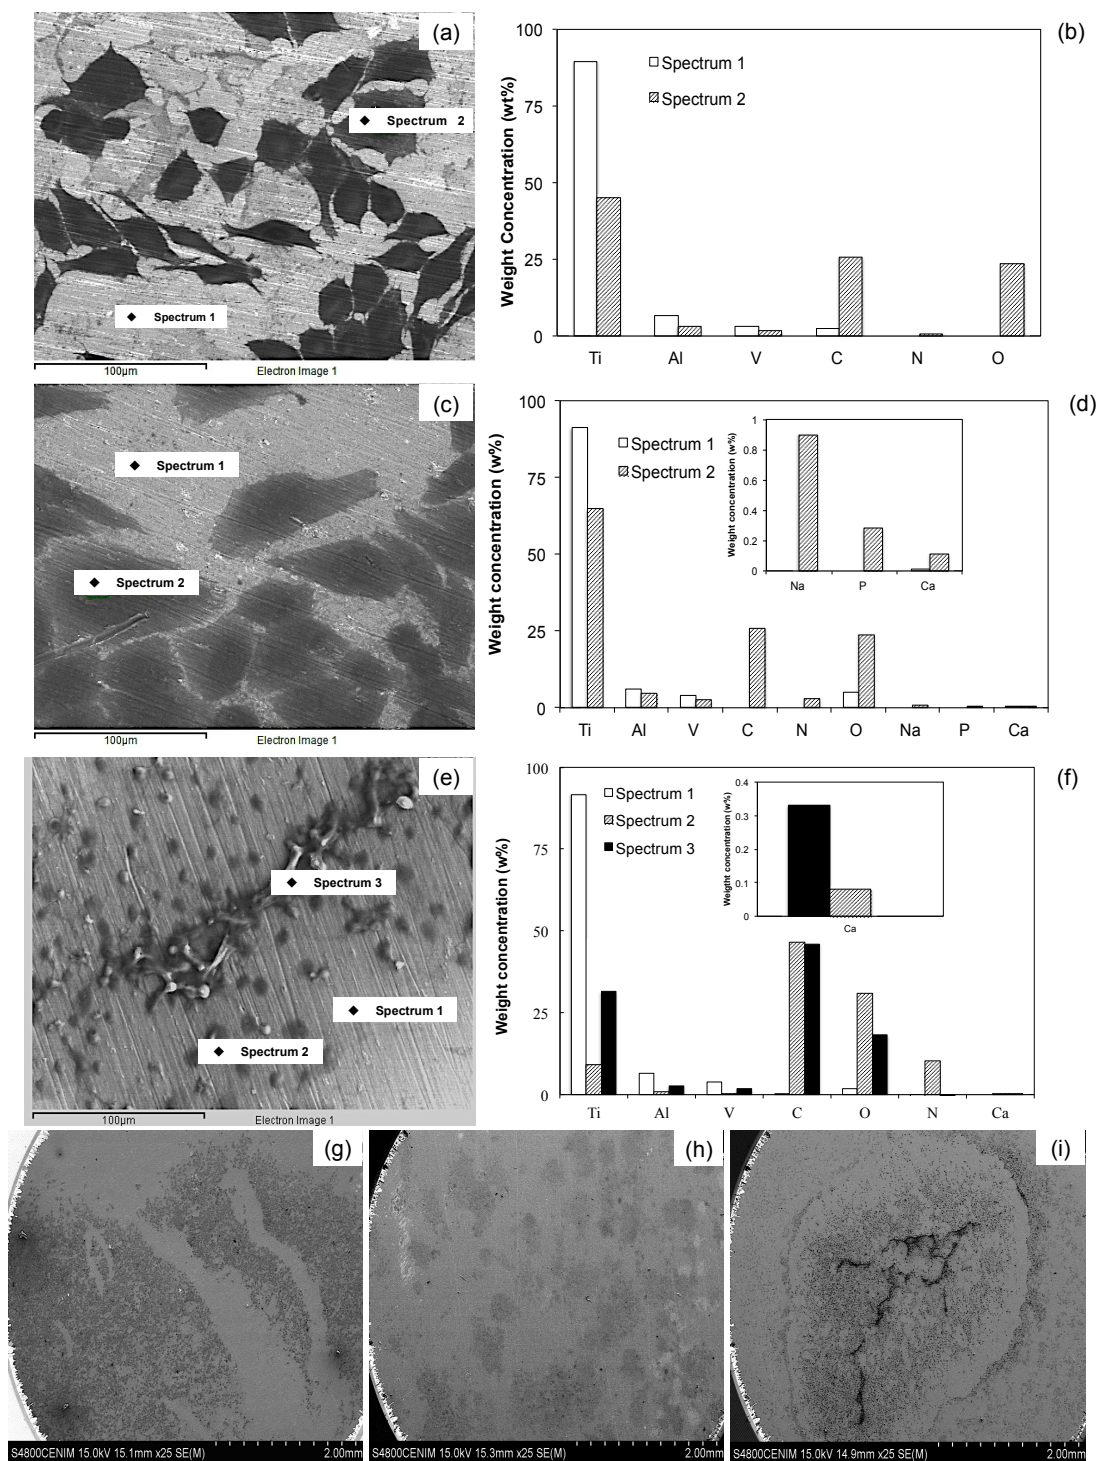 (a)
Spectrum 2
Spectrum 1
100µm Electron Image 1
(b)
Weight Concentration (wt%)
100
75
50
25
0
Spectrum 1
Spectrum 2
Ti Al V C N O
(c)
Spectrum 1
Spectrum 2
100µm Electron Image 1
(d)
Weight concentration (w%)
100
75
50
25
0
Spectrum 1
Spectrum 2
Weight concentration (w%)
1
0.8
0.6
0.4
0.2
0
Na P Ca
Ti Al V C N O Na P Ca
(e)
Spectrum 3
Spectrum 1
Spectrum 2
100µm Electron Image 1
(f)
Weight concentration (w%)
100
75
50
25
0
Spectrum 1
Spectrum 2
Spectrum 3
Weigtht concentration (w%)
0.4
0.3
0.2
0.1
0
Ca
Ti Al V C O N Ca
(g)
S4800CENIM 15.0kV 15.1mm x25 SE(M) 2.00mm
(h)
S4800CENIM 15.0kV 15.3mm x25 SE(M) 2.00mm
(i)
S4800CENIM 15.0kV 14.9mm x25 SE(M) 2.00mm